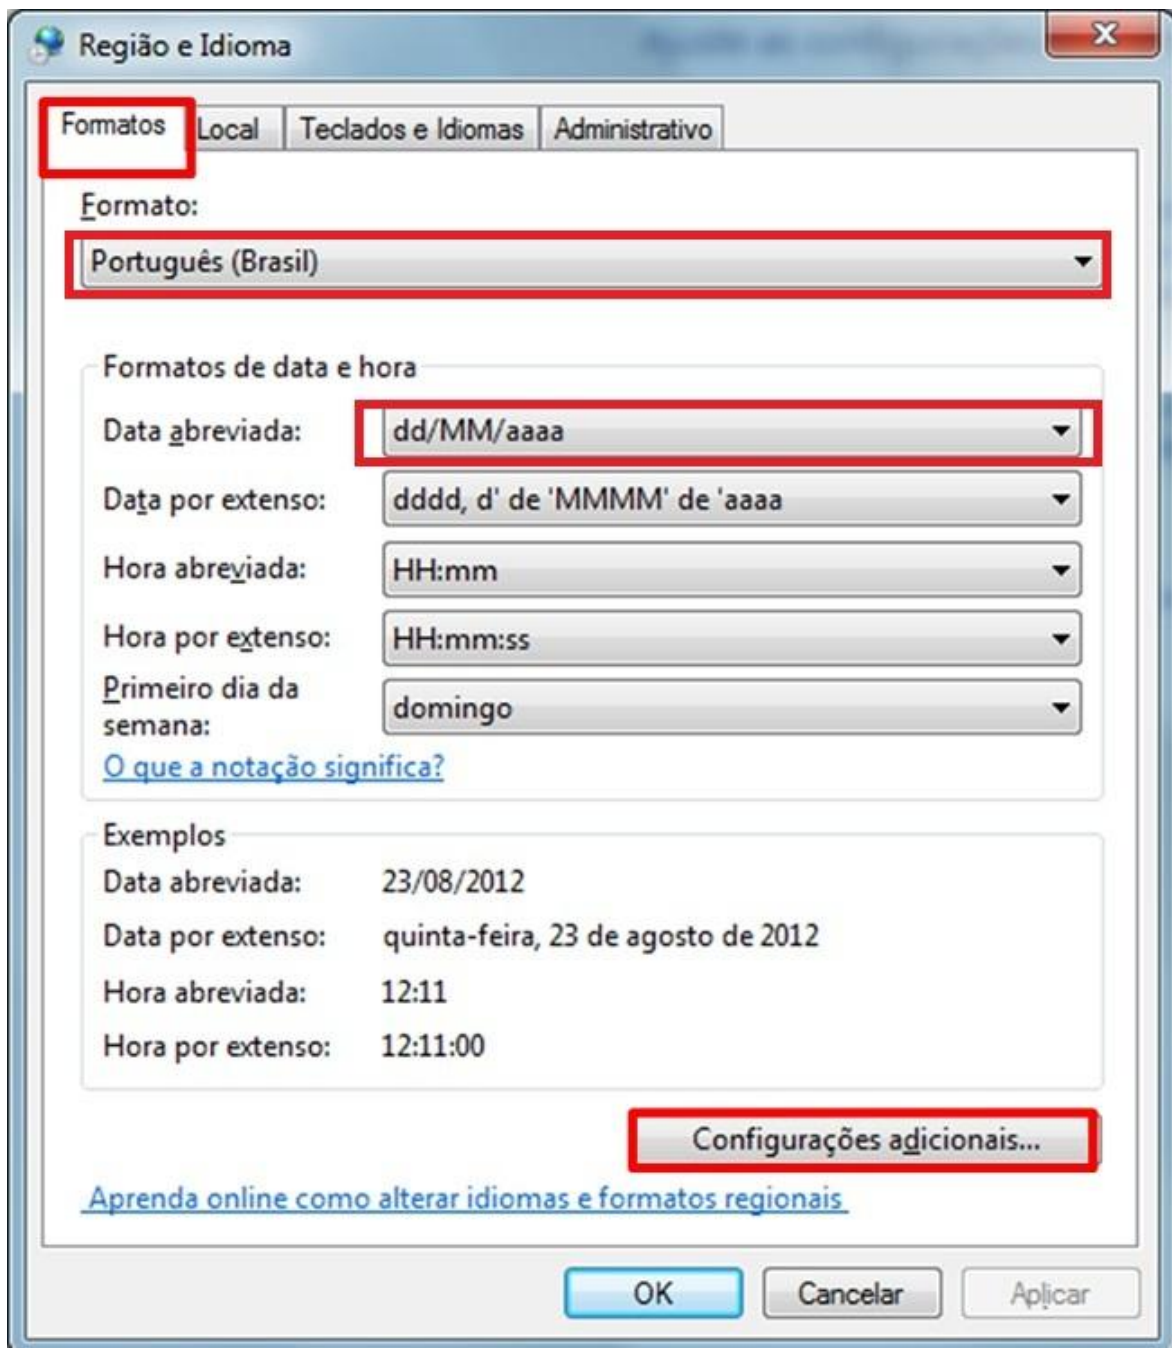 Região e Idioma
Formatos Local Teclados e Idiomas Administrativo
Formato:
Português (Brasil)
Formatos de data e hora
Data abreviada: dd/MM/aaaa
Data por extenso: dddd, d' de 'MMMM' de 'aaaa
Hora abreviada: HH:mm
Hora por extenso: HH:mm:ss
Primeiro dia da
semana: domingo
O que a notação significa?
Exemplos
Data abreviada: 23/08/2012
Data por extenso: quinta-feira, 23 de agosto de 2012
Hora abreviada: 12:11
Hora por extenso: 12:11:00
Configurações adicionais...
Aprenda online como alterar idiomas e formatos regionais
OK Cancelar Aplicar